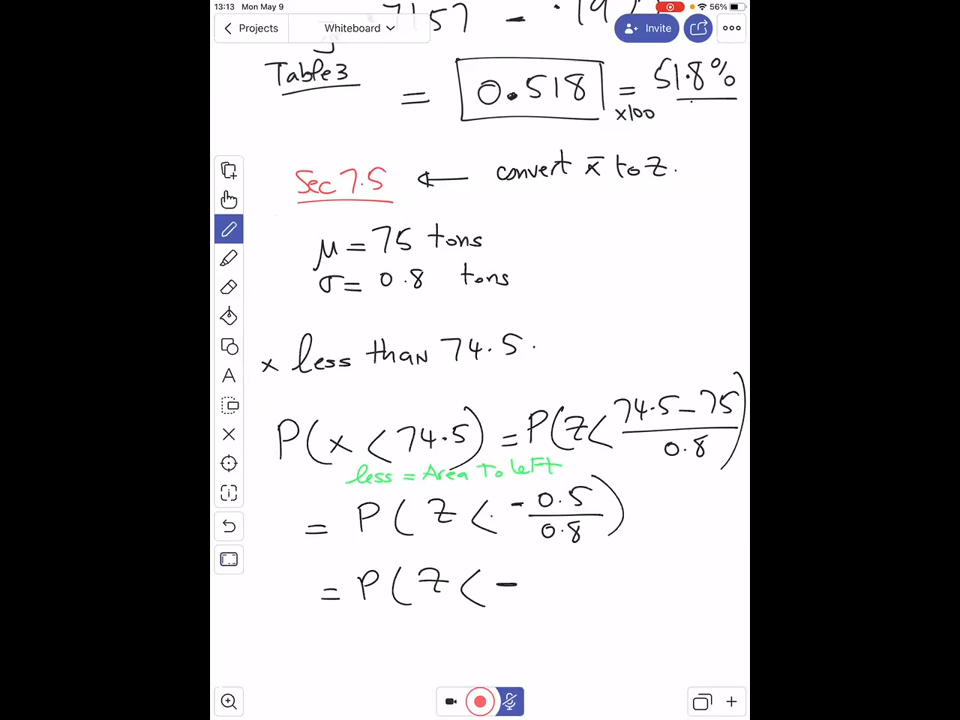 13:13 Mon May 9
56%
Projects
Whiteboard
Invite
Table 3
= 0.518 = 51.8%
x100
Sec 7.5 ← convert x̄ to Z.
μ = 75 tons
σ = 0.8 tons
x less than 74.5.
P(x < 74.5) = P(Z < 74.5-75 / 0.8)
less = Area To left
= P(Z < -0.5 / 0.8)
= P(Z < -
A